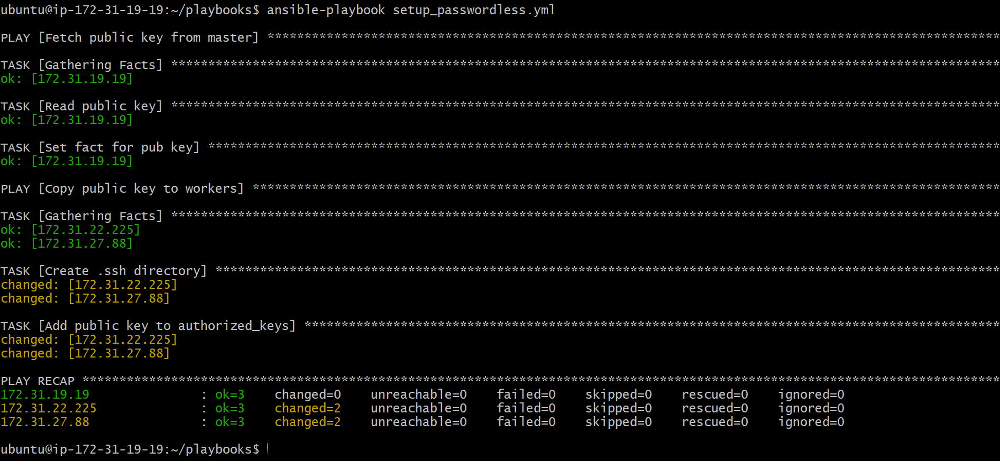 ubuntu@ip-172-31-19-19:~/playbooks$ ansible-playbook setup_passwordless.yml
PLAY [Fetch public key from master] ***************************************************************************************************
TASK [Gathering Facts] ****************************************************************************************************************
ok: [172.31.19.19]
TASK [Read public key] ****************************************************************************************************************
ok: [172.31.19.19]
TASK [Set fact for pub key] ***********************************************************************************************************
ok: [172.31.19.19]
PLAY [Copy public key to workers] *****************************************************************************************************
TASK [Gathering Facts] ****************************************************************************************************************
ok: [172.31.22.225]
ok: [172.31.27.88]
TASK [Create .ssh directory] **********************************************************************************************************
changed: [172.31.22.225]
changed: [172.31.27.88]
TASK [Add public key to authorized_keys] **********************************************************************************************
changed: [172.31.22.225]
changed: [172.31.27.88]
PLAY RECAP ****************************************************************************************************************************
172.31.19.19               : ok=3    changed=0    unreachable=0    failed=0    skipped=0    rescued=0    ignored=0
172.31.22.225              : ok=3    changed=2    unreachable=0    failed=0    skipped=0    rescued=0    ignored=0
172.31.27.88               : ok=3    changed=2    unreachable=0    failed=0    skipped=0    rescued=0    ignored=0
ubuntu@ip-172-31-19-19:~/playbooks$